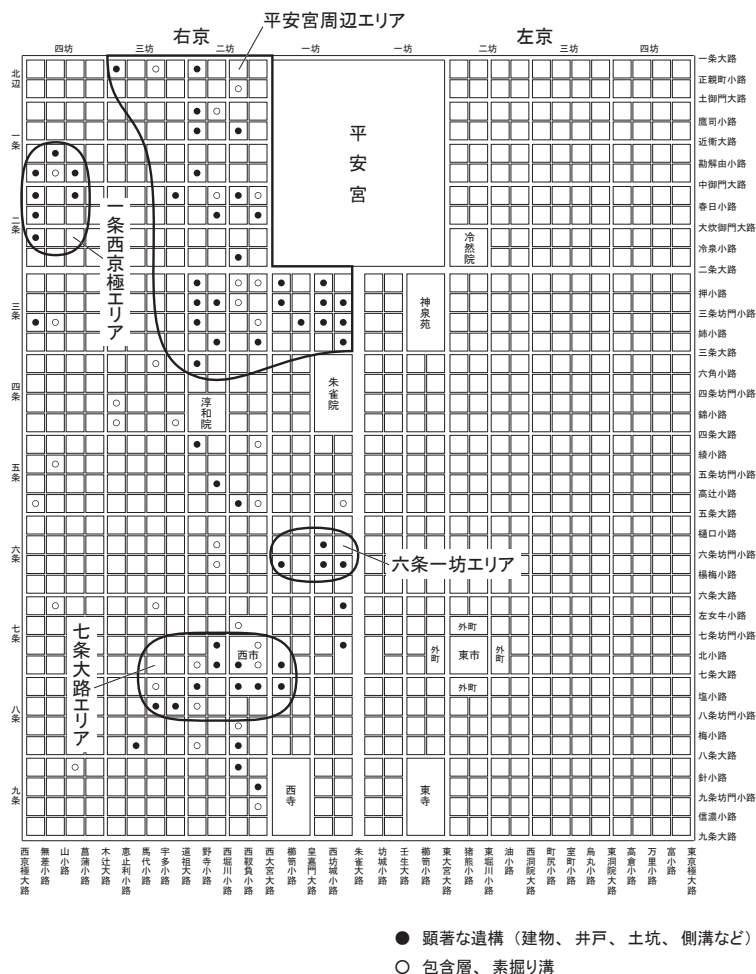 右京
平安宮周辺エリア
左京
四坊
三坊
二坊
一坊
一坊
二坊
三坊
四坊
北辺
一条
二条
三条
四条
五条
六条
七条
八条
九条
一条大路
正親町小路
土御門大路
鷹司小路
近衛大路
勘解由小路
中御門大路
春日小路
大炊御門大路
冷泉小路
二条大路
押小路
三条坊門小路
姉小路
三条大路
六角小路
四条坊門小路
錦小路
四条大路
綾小路
五条坊門小路
高辻小路
五条大路
樋口小路
六条坊門小路
楊梅小路
六条大路
左女牛小路
七条坊門小路
北小路
七条大路
塩小路
八条坊門小路
梅小路
八条大路
針小路
九条坊門小路
信濃小路
九条大路
平安宮
一条西京極エリア
冷然院
神泉苑
朱雀院
淳和院
六条一坊エリア
七条大路エリア
西市
外町
外町
東市
外町
外町
西寺
東寺
西京極大路
無差小路
山小路
菖蒲小路
木辻大路
恵止利小路
馬代小路
宇多小路
道祖大路
野寺小路
西堀川小路
西靱負小路
西大宮大路
櫛笥小路
皇嘉門大路
西坊城小路
朱雀大路
坊城小路
壬生大路
櫛笥小路
東大宮大路
猪熊小路
東堀川小路
油小路
西洞院大路
町尻小路
室町小路
烏丸小路
東洞院大路
高倉小路
万里小路
富小路
東京極大路
● 顕著な遺構（建物、井戸、土坑、側溝など）
○ 包含層、素掘り溝